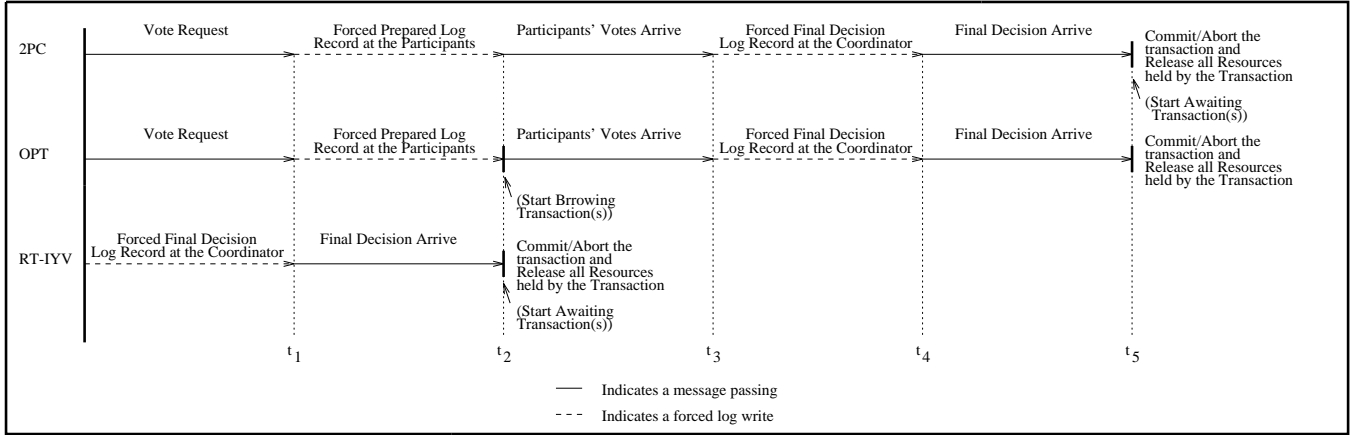 2PC
Vote Request
Forced Prepared Log
Record at the Participants
Participants' Votes Arrive
Forced Final Decision
Log Record at the Coordinator
Final Decision Arrive
Commit/Abort the
transaction and
Release all Resources
held by the Transaction
(Start Awaiting
Transaction(s))
OPT
Vote Request
Forced Prepared Log
Record at the Participants
Participants' Votes Arrive
Forced Final Decision
Log Record at the Coordinator
Final Decision Arrive
Commit/Abort the
transaction and
Release all Resources
held by the Transaction
(Start Brrowing
Transaction(s))
RT-IYV
Forced Final Decision
Log Record at the Coordinator
Final Decision Arrive
Commit/Abort the
transaction and
Release all Resources
held by the Transaction
(Start Awaiting
Transaction(s))
t1
t2
t3
t4
t5
Indicates a message passing
Indicates a forced log write